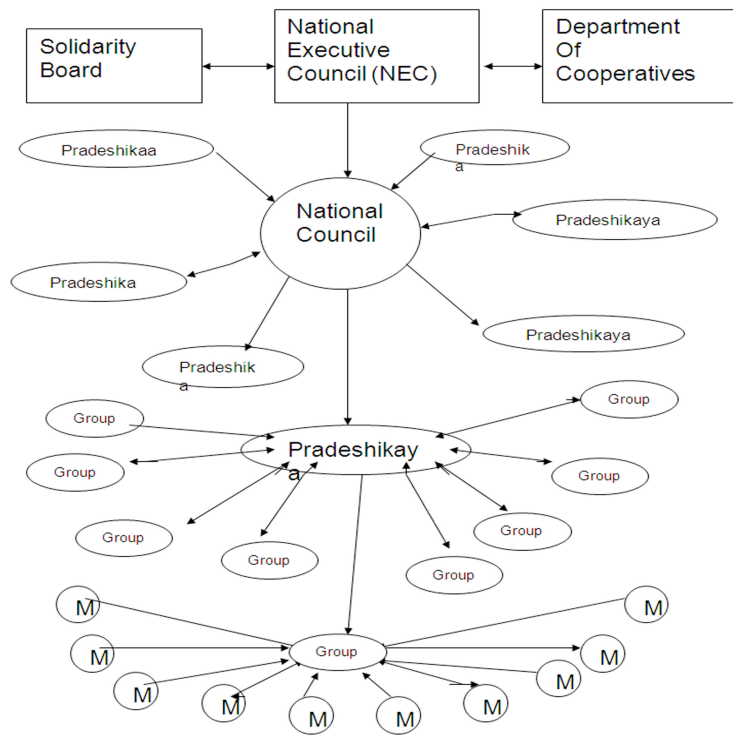 Solidarity
Board
National
Executive
Council (NEC)
Department
Of
Cooperatives
Pradeshikaa
Pradeshik
a
National
Council
Pradeshikaya
Pradeshika
Pradeshikaya
Pradeshik
a
Group
Group
Pradeshikay
a
Group
Group
Group
Group
Group
Group
M
M
M
M
M
M
M
Group
M
M
M